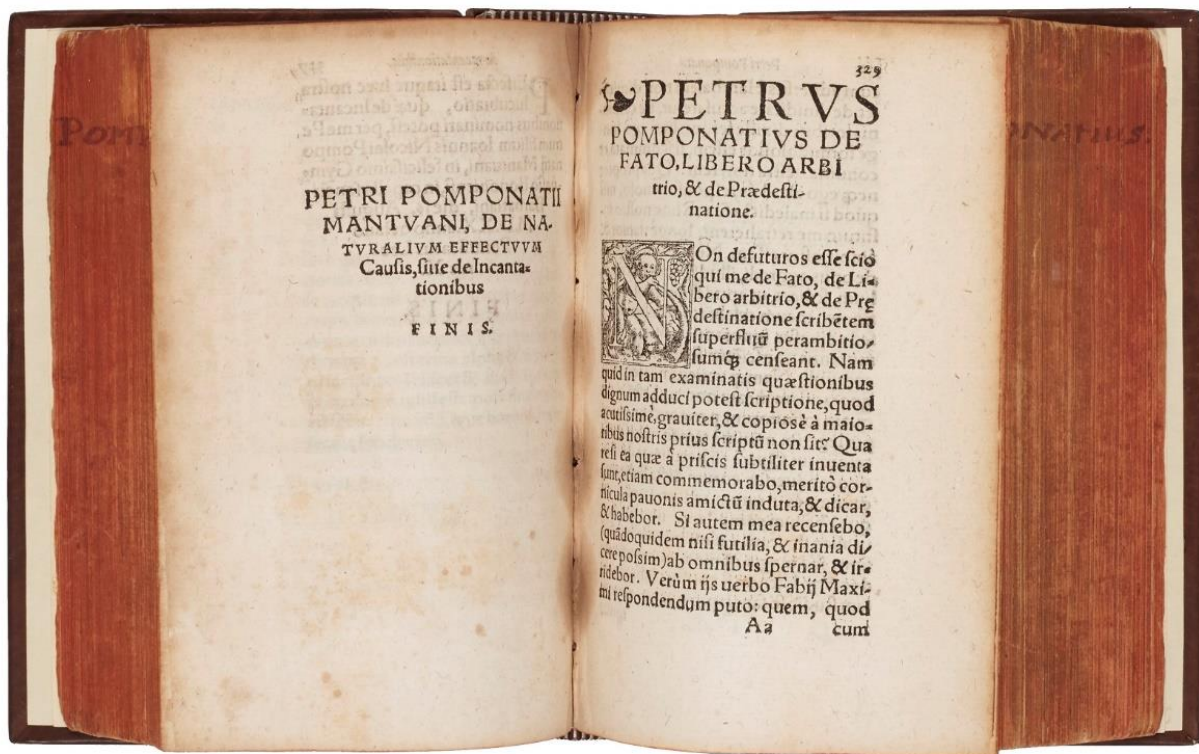 POMP
PETRI POMPONATII
MANTVANI, DE NA-
TVRALIVM EFFECTVVM
Causis, siue de Incanta-
tionibus
FINIS.
329
PETRVS
POMPONATIVS DE
FATO, LIBERO ARBI
trio, & de Prædesti-
natione.
NOn defuturos esse scio
qui me de Fato, de Li-
bero arbitrio, & de Prę
destinatione scribētem
superfluū perambitio-
sumq́ȝ censeant. Nam
quid in tam examinatis quæstionibus
dignum adduci potest scriptione, quod
acutissimè, grauiter, & copiosè à maio-
ribus nostris prius scriptū non sit? Qua
re si ea quæ à priscis subtiliter inuenta
sunt, etiam commemorabo, meritò cor-
nicula pauonis amictū induta, & dicar,
& habebor. Si autem mea recensebo,
(quādoquidem nisi futilia, & inania di-
cere possim) ab omnibus spernar, & ir-
ridebor. Verùm ijs uerbo Fabij Maxi-
mi respondendum puto: quem, quod
Aa cum
ONATIUS.